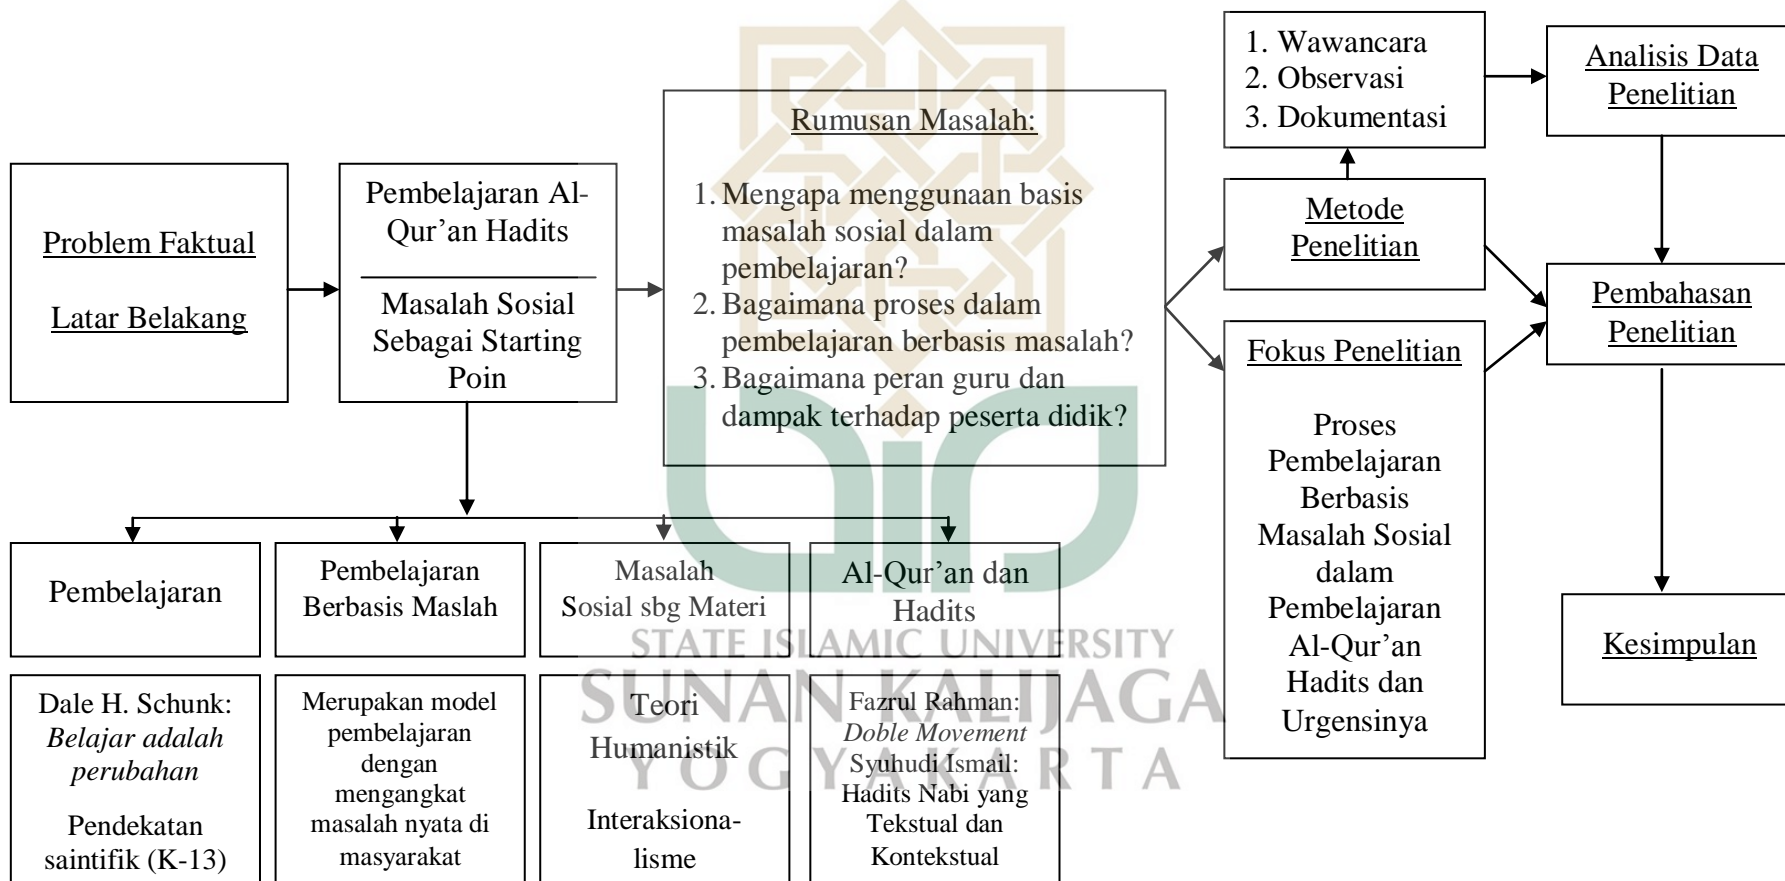 Problem Faktual
Latar Belakang
Pembelajaran Al-
Qur’an Hadits
Masalah Sosial
Sebagai Starting
Poin
Rumusan Masalah:
1. Mengapa menggunaan basis
masalah sosial dalam
pembelajaran?
2. Bagaimana proses dalam
pembelajaran berbasis masalah?
3. Bagaimana peran guru dan
dampak terhadap peserta didik?
1. Wawancara
2. Observasi
3. Dokumentasi
Analisis Data
Penelitian
Metode
Penelitian
Pembahasan
Penelitian
Fokus Penelitian
Proses
Pembelajaran
Berbasis
Masalah Sosial
dalam
Pembelajaran
Al-Qur’an
Hadits dan
Urgensinya
Kesimpulan
Pembelajaran
Pembelajaran
Berbasis Maslah
Masalah
Sosial sbg Materi
Al-Qur’an dan
Hadits
Dale H. Schunk:
Belajar adalah
perubahan
Pendekatan
saintifik (K-13)
Merupakan model
pembelajaran
dengan
mengangkat
masalah nyata di
masyarakat
Teori
Humanistik
Interaksiona-
lisme
Fazrul Rahman:
Doble Movement
Syuhudi Ismail:
Hadits Nabi yang
Tekstual dan
Kontekstual
STATE ISLAMIC UNIVERSITY
SUNAN KALIJAGA
YOGYAKARTA